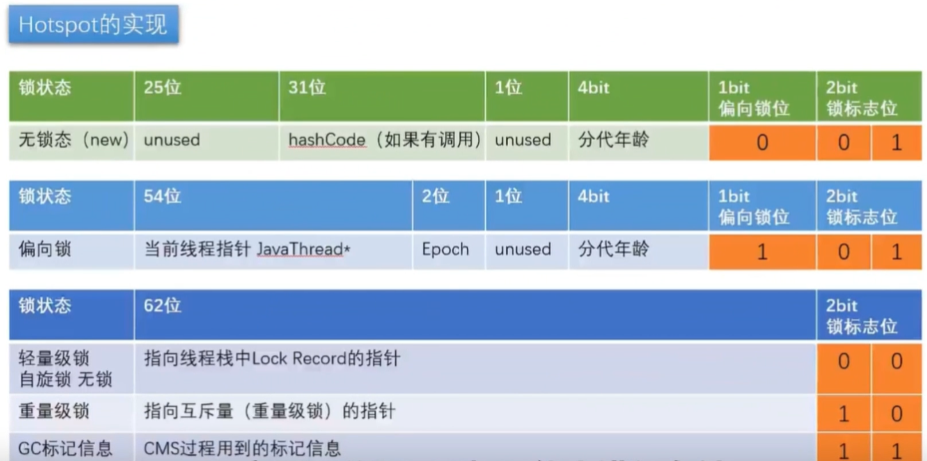 Hotspot的实现
锁状态 25位 31位 1位 4bit 1bit 2bit
偏向锁位 锁标志位
无锁态（new） unused hashCode（如果有调用） unused 分代年龄 0 0 1
锁状态 54位 2位 1位 4bit 1bit 2bit
偏向锁位 锁标志位
偏向锁 当前线程指针 JavaThread* Epoch unused 分代年龄 1 0 1
锁状态 62位 2bit
锁标志位
轻量级锁 指向线程栈中Lock Record的指针 0 0
自旋锁 无锁
重量级锁 指向互斥量（重量级锁）的指针 1 0
GC标记信息 CMS过程用到的标记信息 1 1